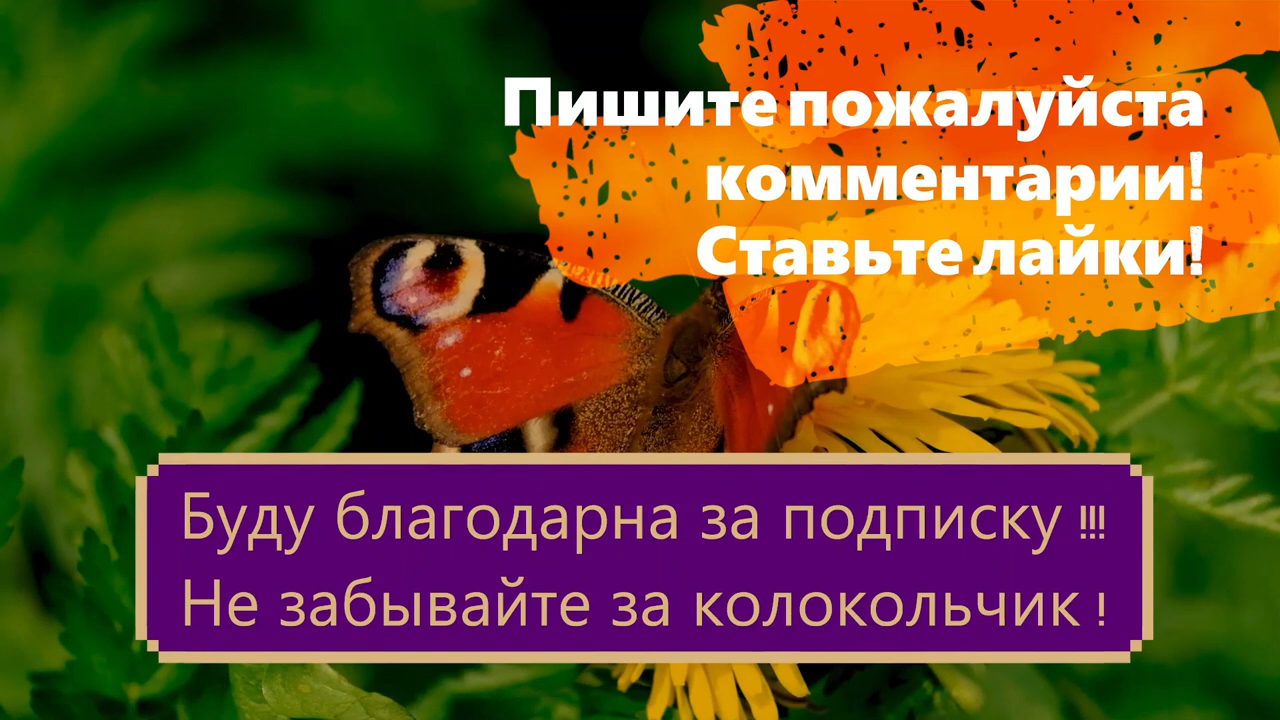 Пишите пожалуйста
комментарии!
Ставьте лайки!
Буду благодарна за подписку !!!
Не забывайте за колокольчик !